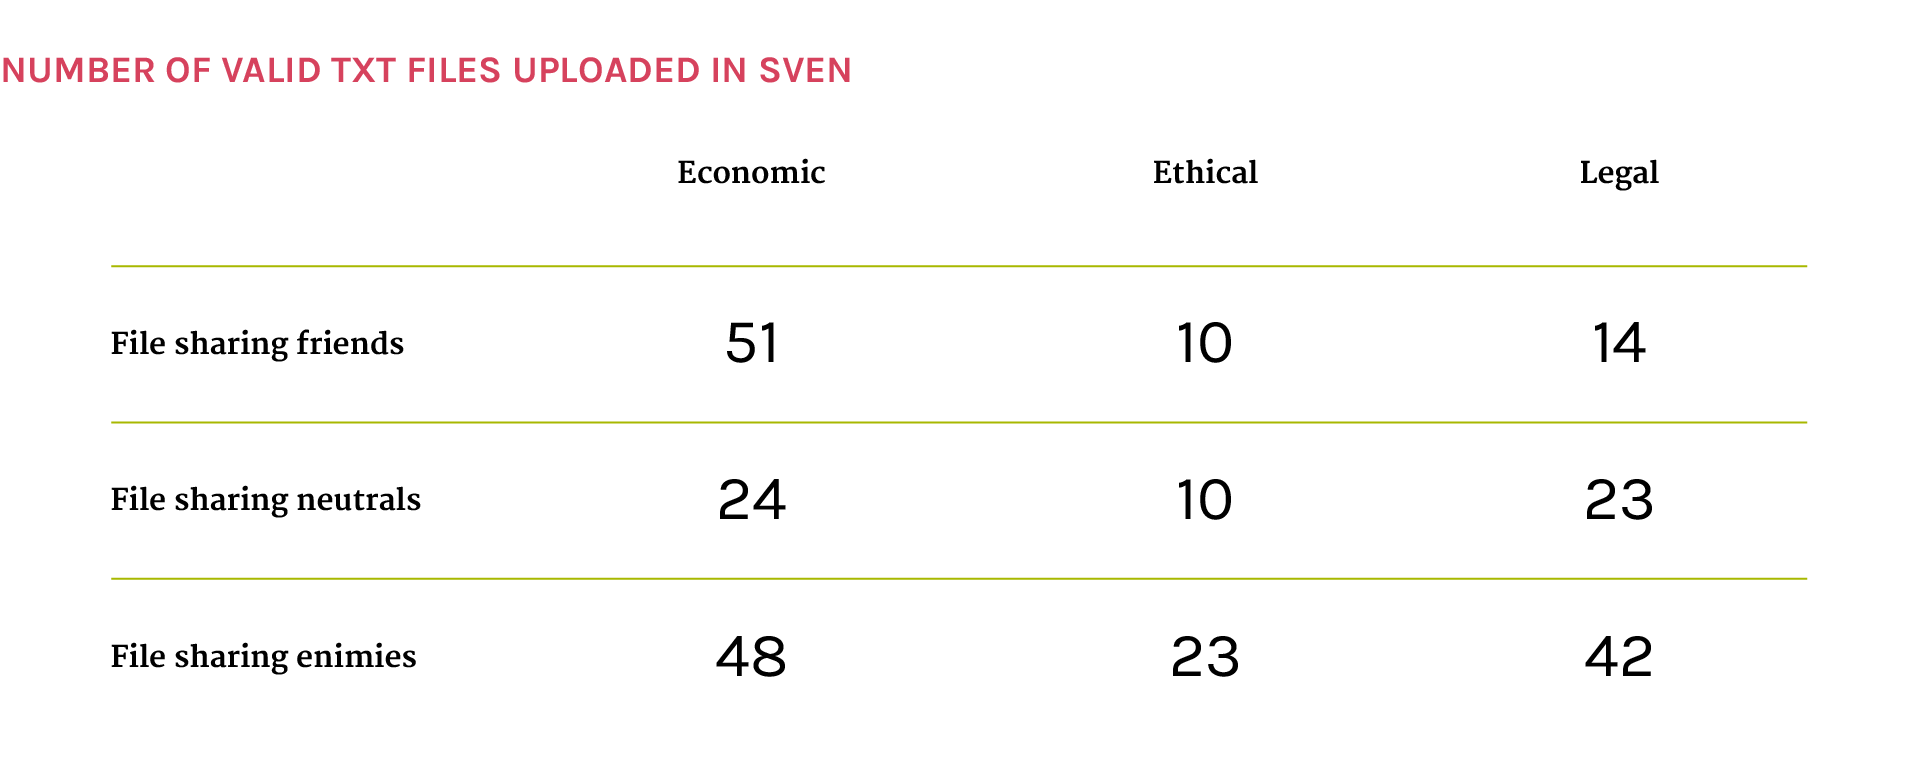 NUMBER OF VALID TXT FILES UPLOADED IN SVEN
Economic Ethical Legal
File sharing friends 51 10 14
File sharing neutrals 24 10 23
File sharing enimies 48 23 42